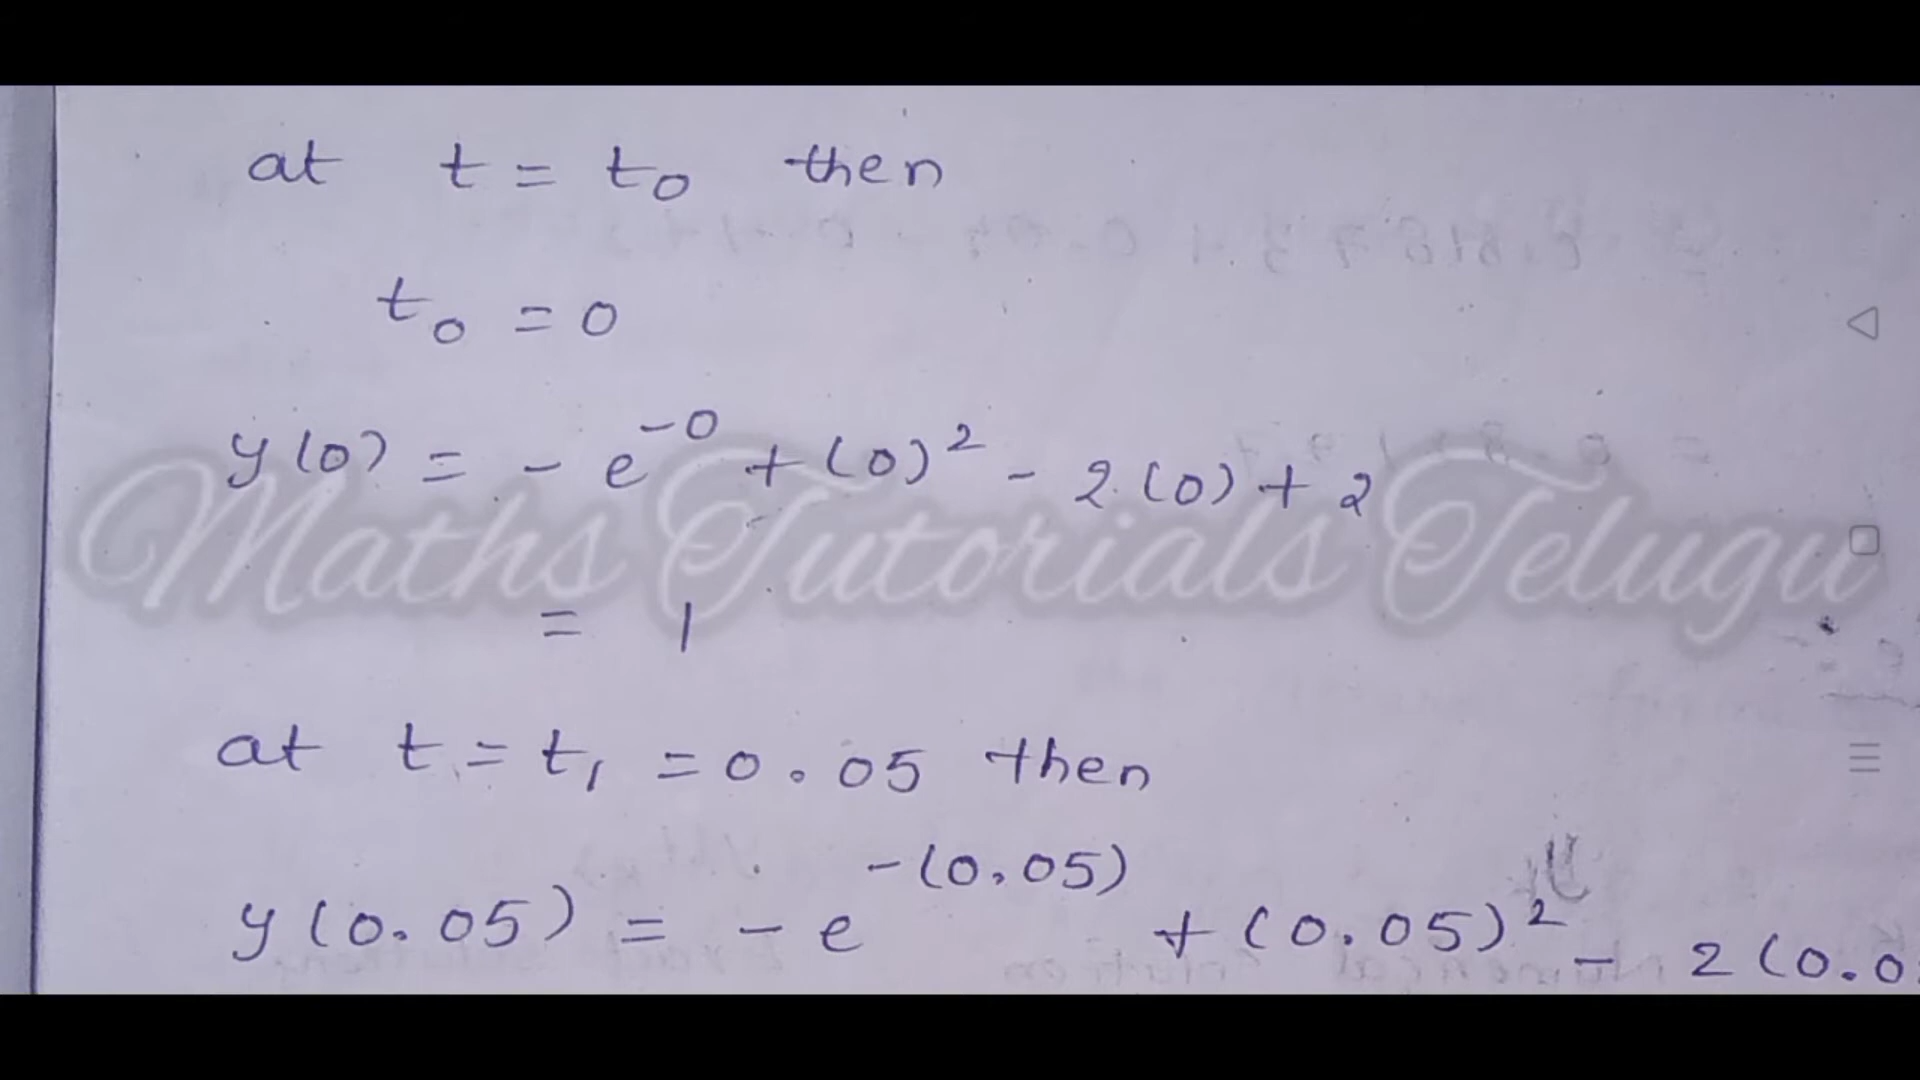 at t = t₀ then
t₀ = 0
y(0) = - e⁻⁰ + (0)² - 2(0) + 2
Maths Tutorials Telugu
= 1
at t = t₁ = 0.05 then
y(0.05) = - e^-(0.05) + (0.05)² - 2(0.0